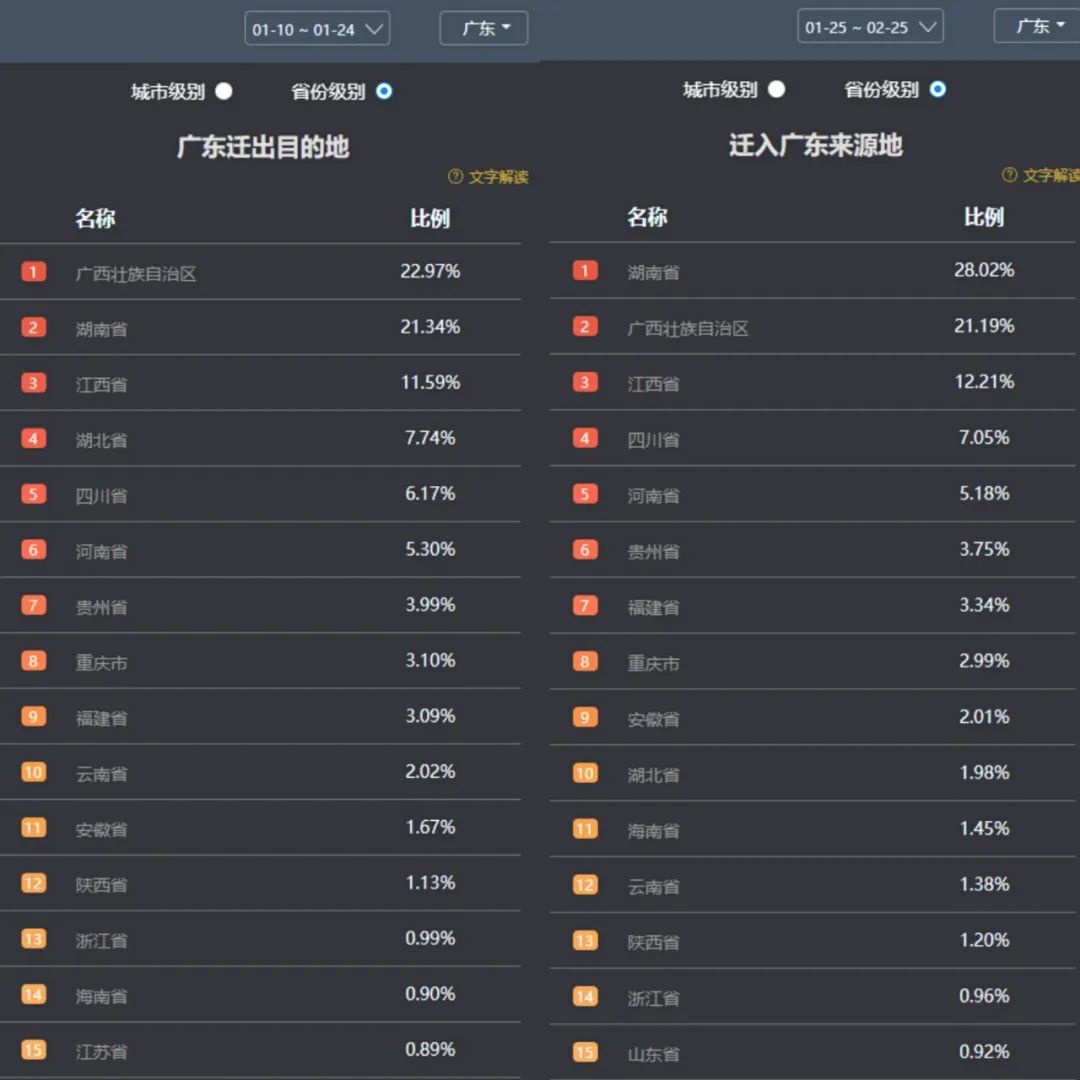 01-10 ~ 01-24
广东
城市级别
省份级别
广东迁出目的地
文字解读
名称 比例
1 广西壮族自治区 22.97%
2 湖南省 21.34%
3 江西省 11.59%
4 湖北省 7.74%
5 四川省 6.17%
6 河南省 5.30%
7 贵州省 3.99%
8 重庆市 3.10%
9 福建省 3.09%
10 云南省 2.02%
11 安徽省 1.67%
12 陕西省 1.13%
13 浙江省 0.99%
14 海南省 0.90%
15 江苏省 0.89%
01-25 ~ 02-25
广东
城市级别
省份级别
迁入广东来源地
文字解读
名称 比例
1 湖南省 28.02%
2 广西壮族自治区 21.19%
3 江西省 12.21%
4 四川省 7.05%
5 河南省 5.18%
6 贵州省 3.75%
7 福建省 3.34%
8 重庆市 2.99%
9 安徽省 2.01%
10 湖北省 1.98%
11 海南省 1.45%
12 云南省 1.38%
13 陕西省 1.20%
14 浙江省 0.96%
15 山东省 0.92%